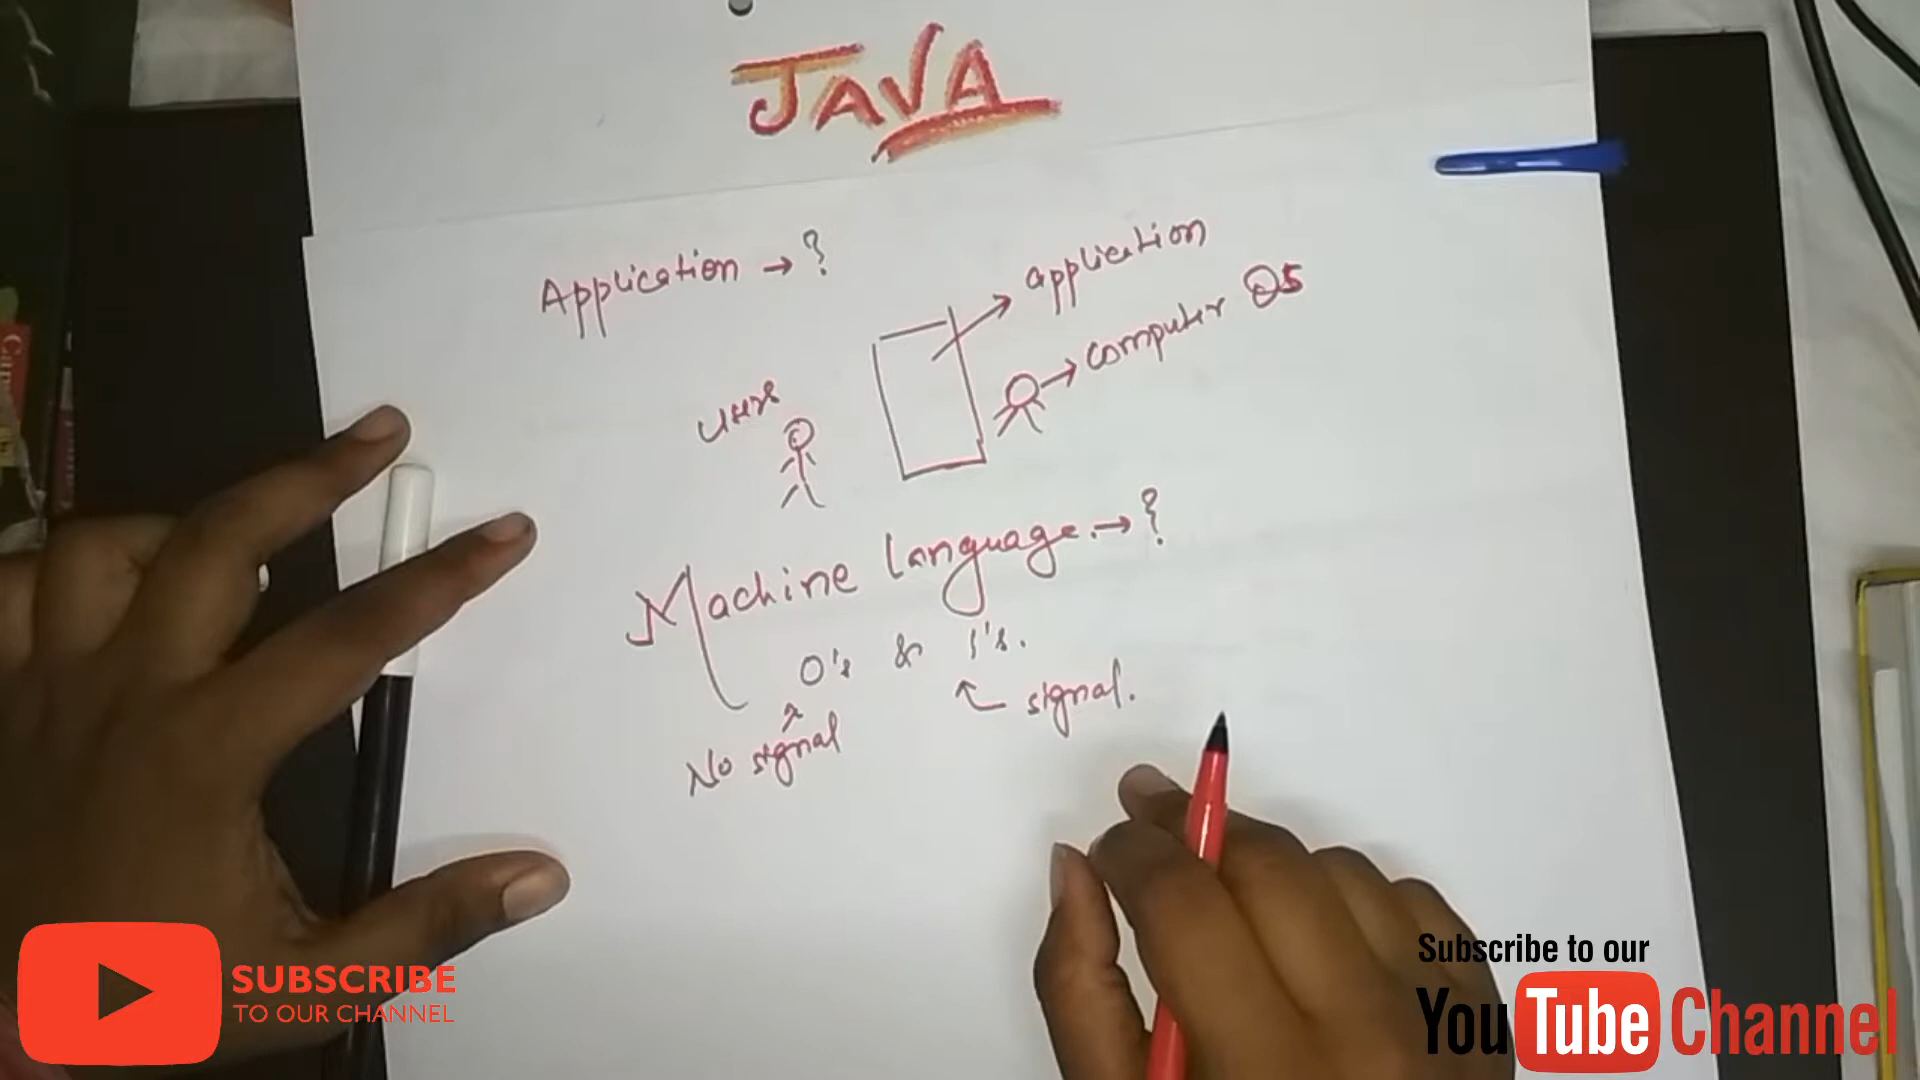 JAVA
Application → ?
application
computer OS
users
Machine language. → ?
0's & 1's.
signal.
No signal
SUBSCRIBE
TO OUR CHANNEL
Subscribe to our
YouTube Channel